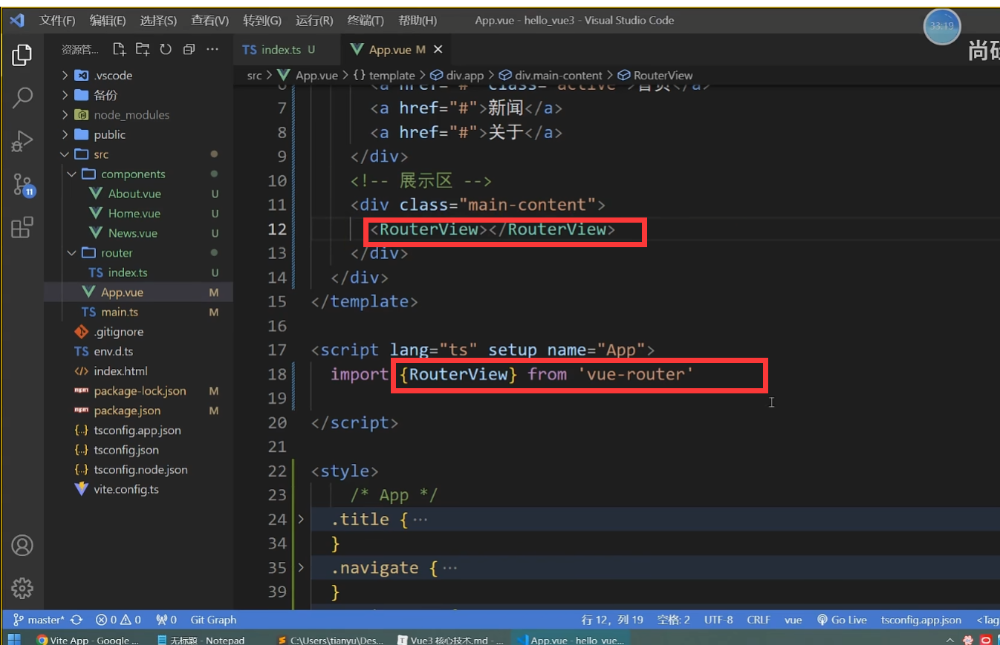 文件(F) 编辑(E) 选择(S) 查看(V) 转到(G) 运行(R) 终端(T) 帮助(H) App.vue - hello_vue3 - Visual Studio Code
33:19
资源管... ···
TS index.ts U App.vue M ×
src > App.vue > {} template > div.app > div.main-content > RouterView
.vscode
备份
node_modules
public
src
components
About.vue U
Home.vue U
News.vue U
router
TS index.ts U
App.vue M
TS main.ts M
.gitignore
TS env.d.ts
index.html
package-lock.json M
package.json M
{..} tsconfig.app.json
{..} tsconfig.json
{..} tsconfig.node.json
vite.config.ts
11
6 <a href="#" class="active">首页</a>
7 <a href="#">新闻</a>
8 <a href="#">关于</a>
9 </div>
10 <!-- 展示区 -->
11 <div class="main-content">
12 <RouterView></RouterView>
13 </div>
14 </div>
15 </template>
16
17 <script lang="ts" setup name="App">
18 import {RouterView} from 'vue-router'
19
20 </script>
21
22 <style>
23 /* App */
24 .title {···
34 }
35 .navigate {···
39 }
master* 0 0 0 Git Graph 行 12, 列 19 空格: 2 UTF-8 CRLF vue Go Live tsconfig.app.json <Tag
Vite App - Google ... 无标题 - Notepad C:\Users\tianyu\Des... Vue3 核心技术.md - ... App.vue - hello_vue...